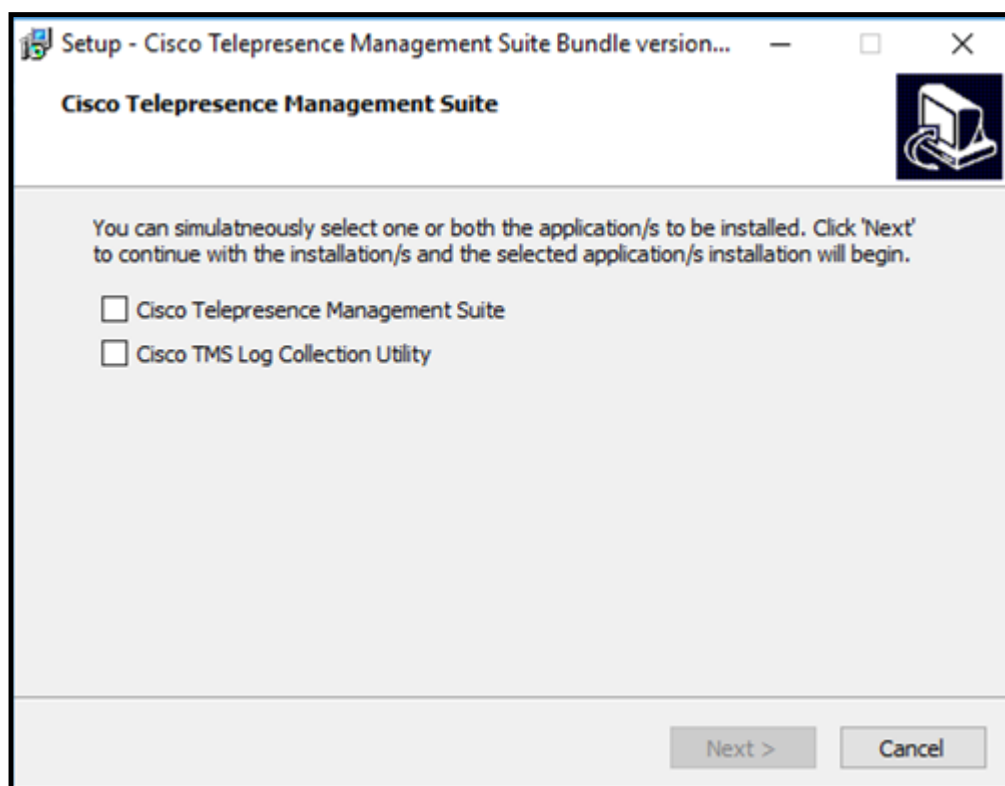 Setup - Cisco Telepresence Management Suite Bundle version...
Cisco Telepresence Management Suite
You can simulatneously select one or both the application/s to be installed. Click 'Next'
to continue with the installation/s and the selected application/s installation will begin.
Cisco Telepresence Management Suite
Cisco TMS Log Collection Utility
Next >
Cancel